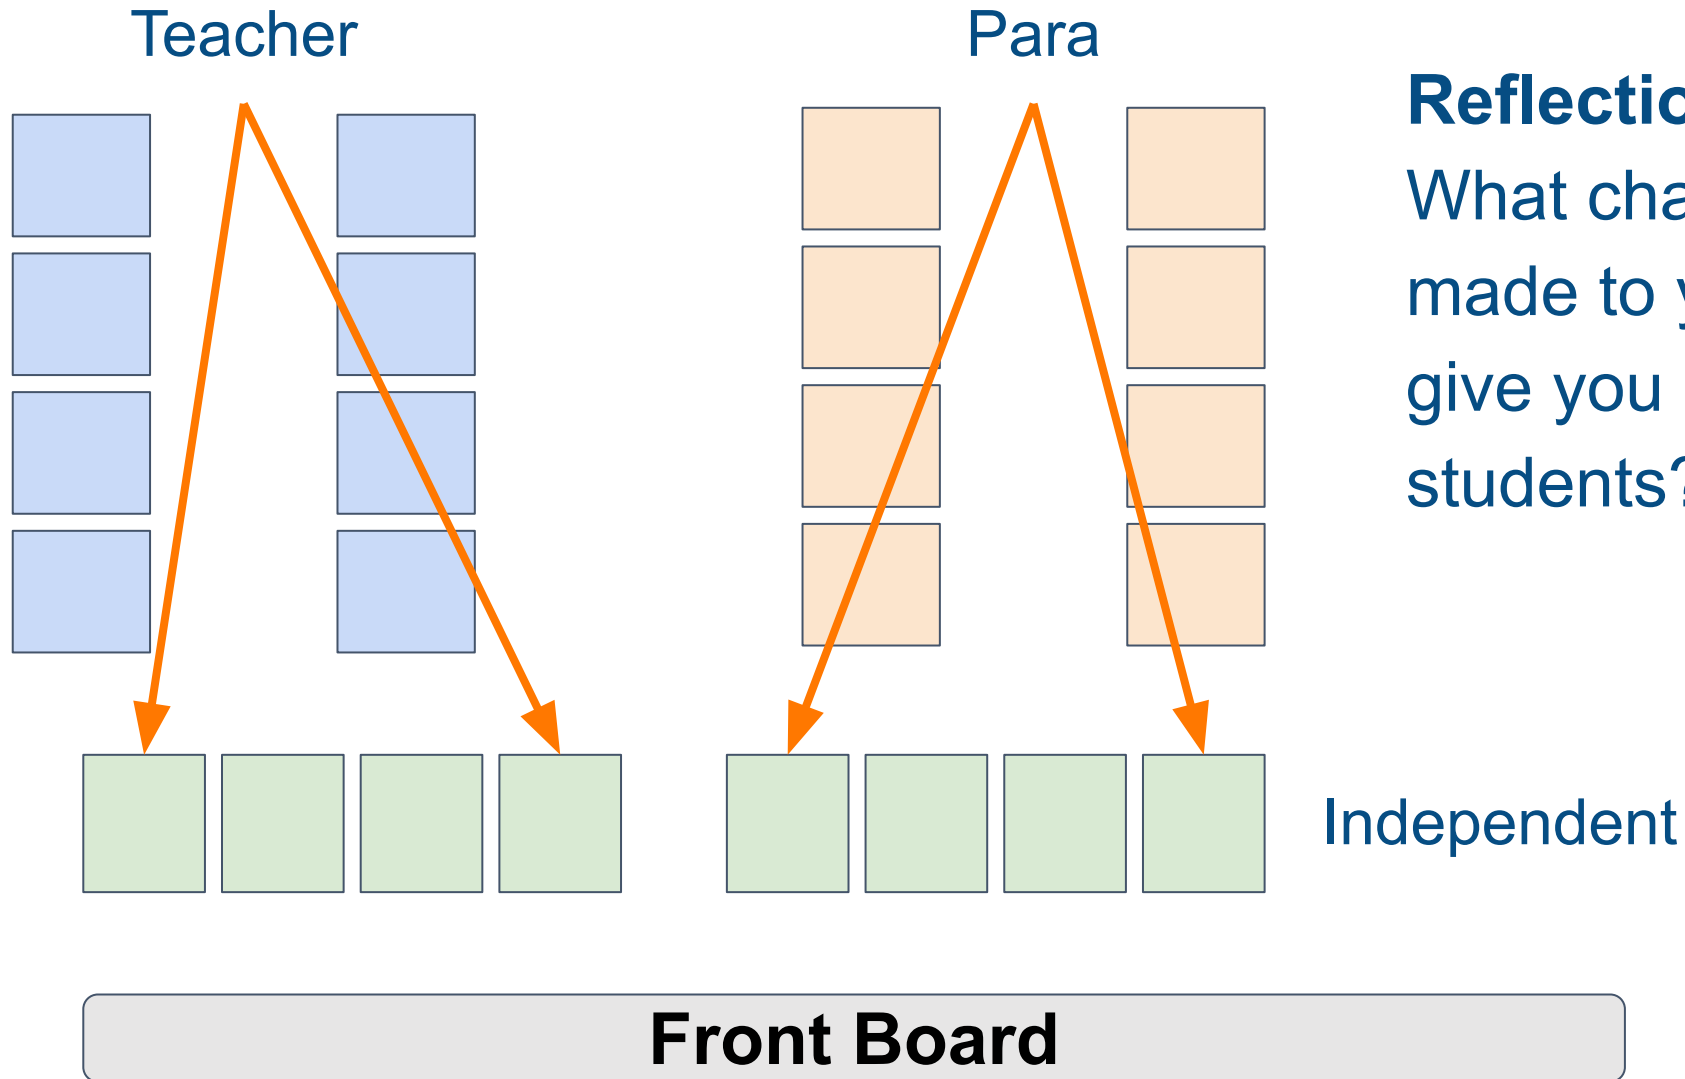 Teacher
Para
Reflectio
What cha
made to y
give you
students?
Independent
Front Board